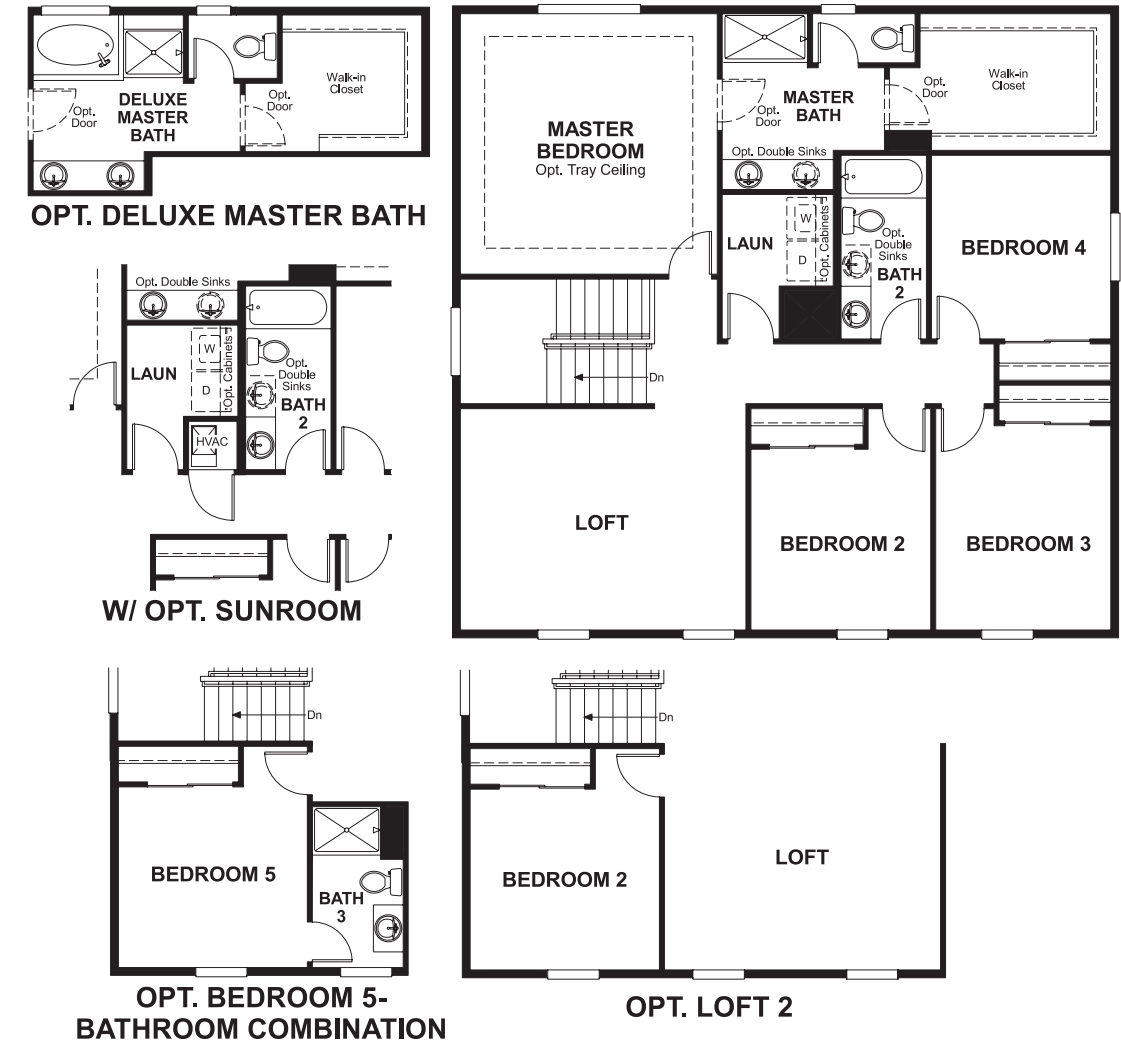 Walk-in
Closet
Opt.
Door
Opt.
Door
DELUXE
MASTER
BATH
OPT. DELUXE MASTER BATH
MASTER
BEDROOM
Opt. Tray Ceiling
MASTER
BATH
Opt.
Door
Opt.
Door
Walk-in
Closet
Opt. Double Sinks
LAUN
W
D
Opt. Cabinets
Opt.
Double
Sinks
BATH
2
BEDROOM 4
Dn
LOFT
BEDROOM 2
BEDROOM 3
Opt. Double Sinks
LAUN
W
D
Opt. Cabinets
HVAC
Opt.
Double
Sinks
BATH
2
W/ OPT. SUNROOM
Dn
BEDROOM 5
BATH
3
OPT. BEDROOM 5-
BATHROOM COMBINATION
Dn
BEDROOM 2
LOFT
OPT. LOFT 2